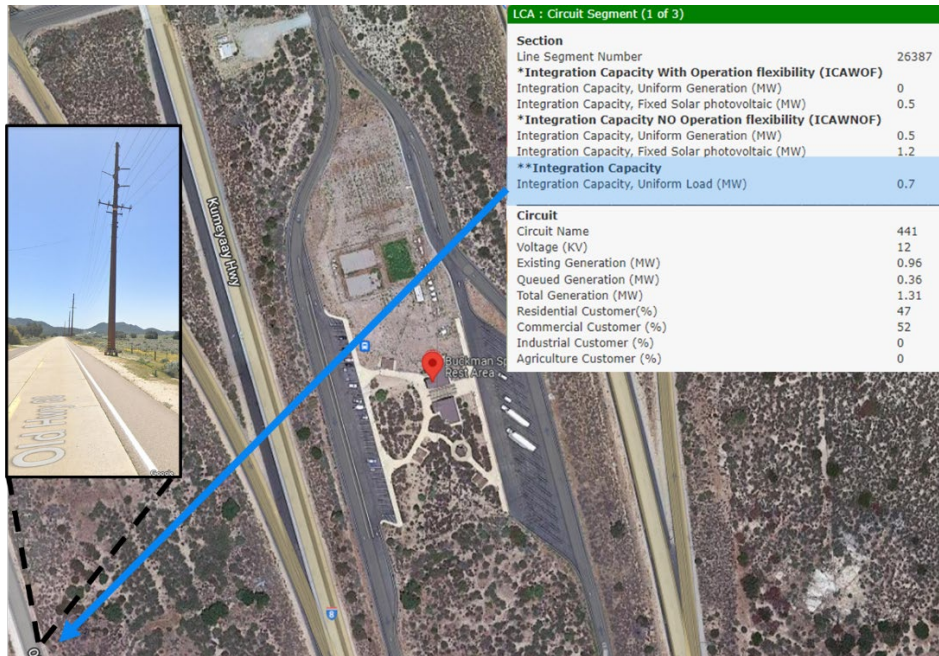 LCA : Circuit Segment (1 of 3)
Section
Line Segment Number 26387
*Integration Capacity With Operation flexibility (ICAWOF)
Integration Capacity, Uniform Generation (MW) 0
Integration Capacity, Fixed Solar photovoltaic (MW) 0.5
*Integration Capacity NO Operation flexibility (ICAWNOF)
Integration Capacity, Uniform Generation (MW) 0.5
Integration Capacity, Fixed Solar photovoltaic (MW) 1.2
**Integration Capacity
Integration Capacity, Uniform Load (MW) 0.7
Circuit
Circuit Name 441
Voltage (KV) 12
Existing Generation (MW) 0.96
Queued Generation (MW) 0.36
Total Generation (MW) 1.31
Residential Customer(%) 47
Commercial Customer (%) 52
Industrial Customer (%) 0
Agriculture Customer (%) 0
Kumeyaay Hwy
Buckman
Rest Area
Old Hwy 80
Google
8